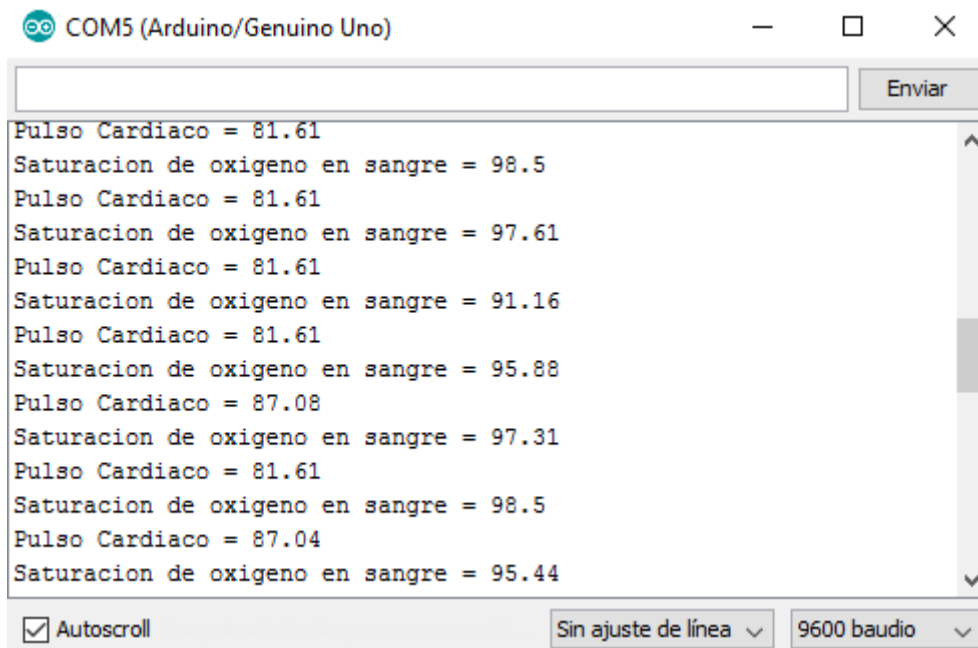 COM5 (Arduino/Genuino Uno)
Enviar
Pulso Cardiaco = 81.61
Saturacion de oxigeno en sangre = 98.5
Pulso Cardiaco = 81.61
Saturacion de oxigeno en sangre = 97.61
Pulso Cardiaco = 81.61
Saturacion de oxigeno en sangre = 91.16
Pulso Cardiaco = 81.61
Saturacion de oxigeno en sangre = 95.88
Pulso Cardiaco = 87.08
Saturacion de oxigeno en sangre = 97.31
Pulso Cardiaco = 81.61
Saturacion de oxigeno en sangre = 98.5
Pulso Cardiaco = 87.04
Saturacion de oxigeno en sangre = 95.44
Autoscroll Sin ajuste de línea 9600 baudio